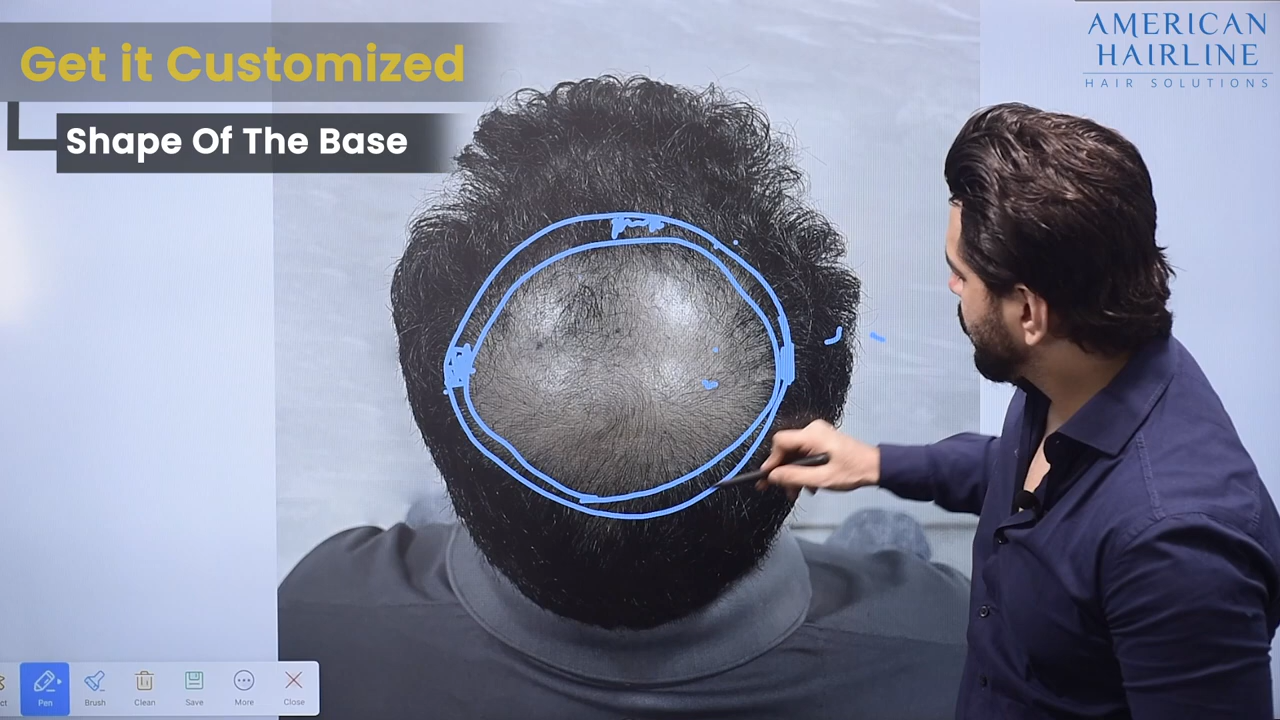 Get it Customized
Shape Of The Base
AMERICAN
HAIRLINE
HAIR SOLUTIONS
Pen
Brush
Clean
Save
More
Close